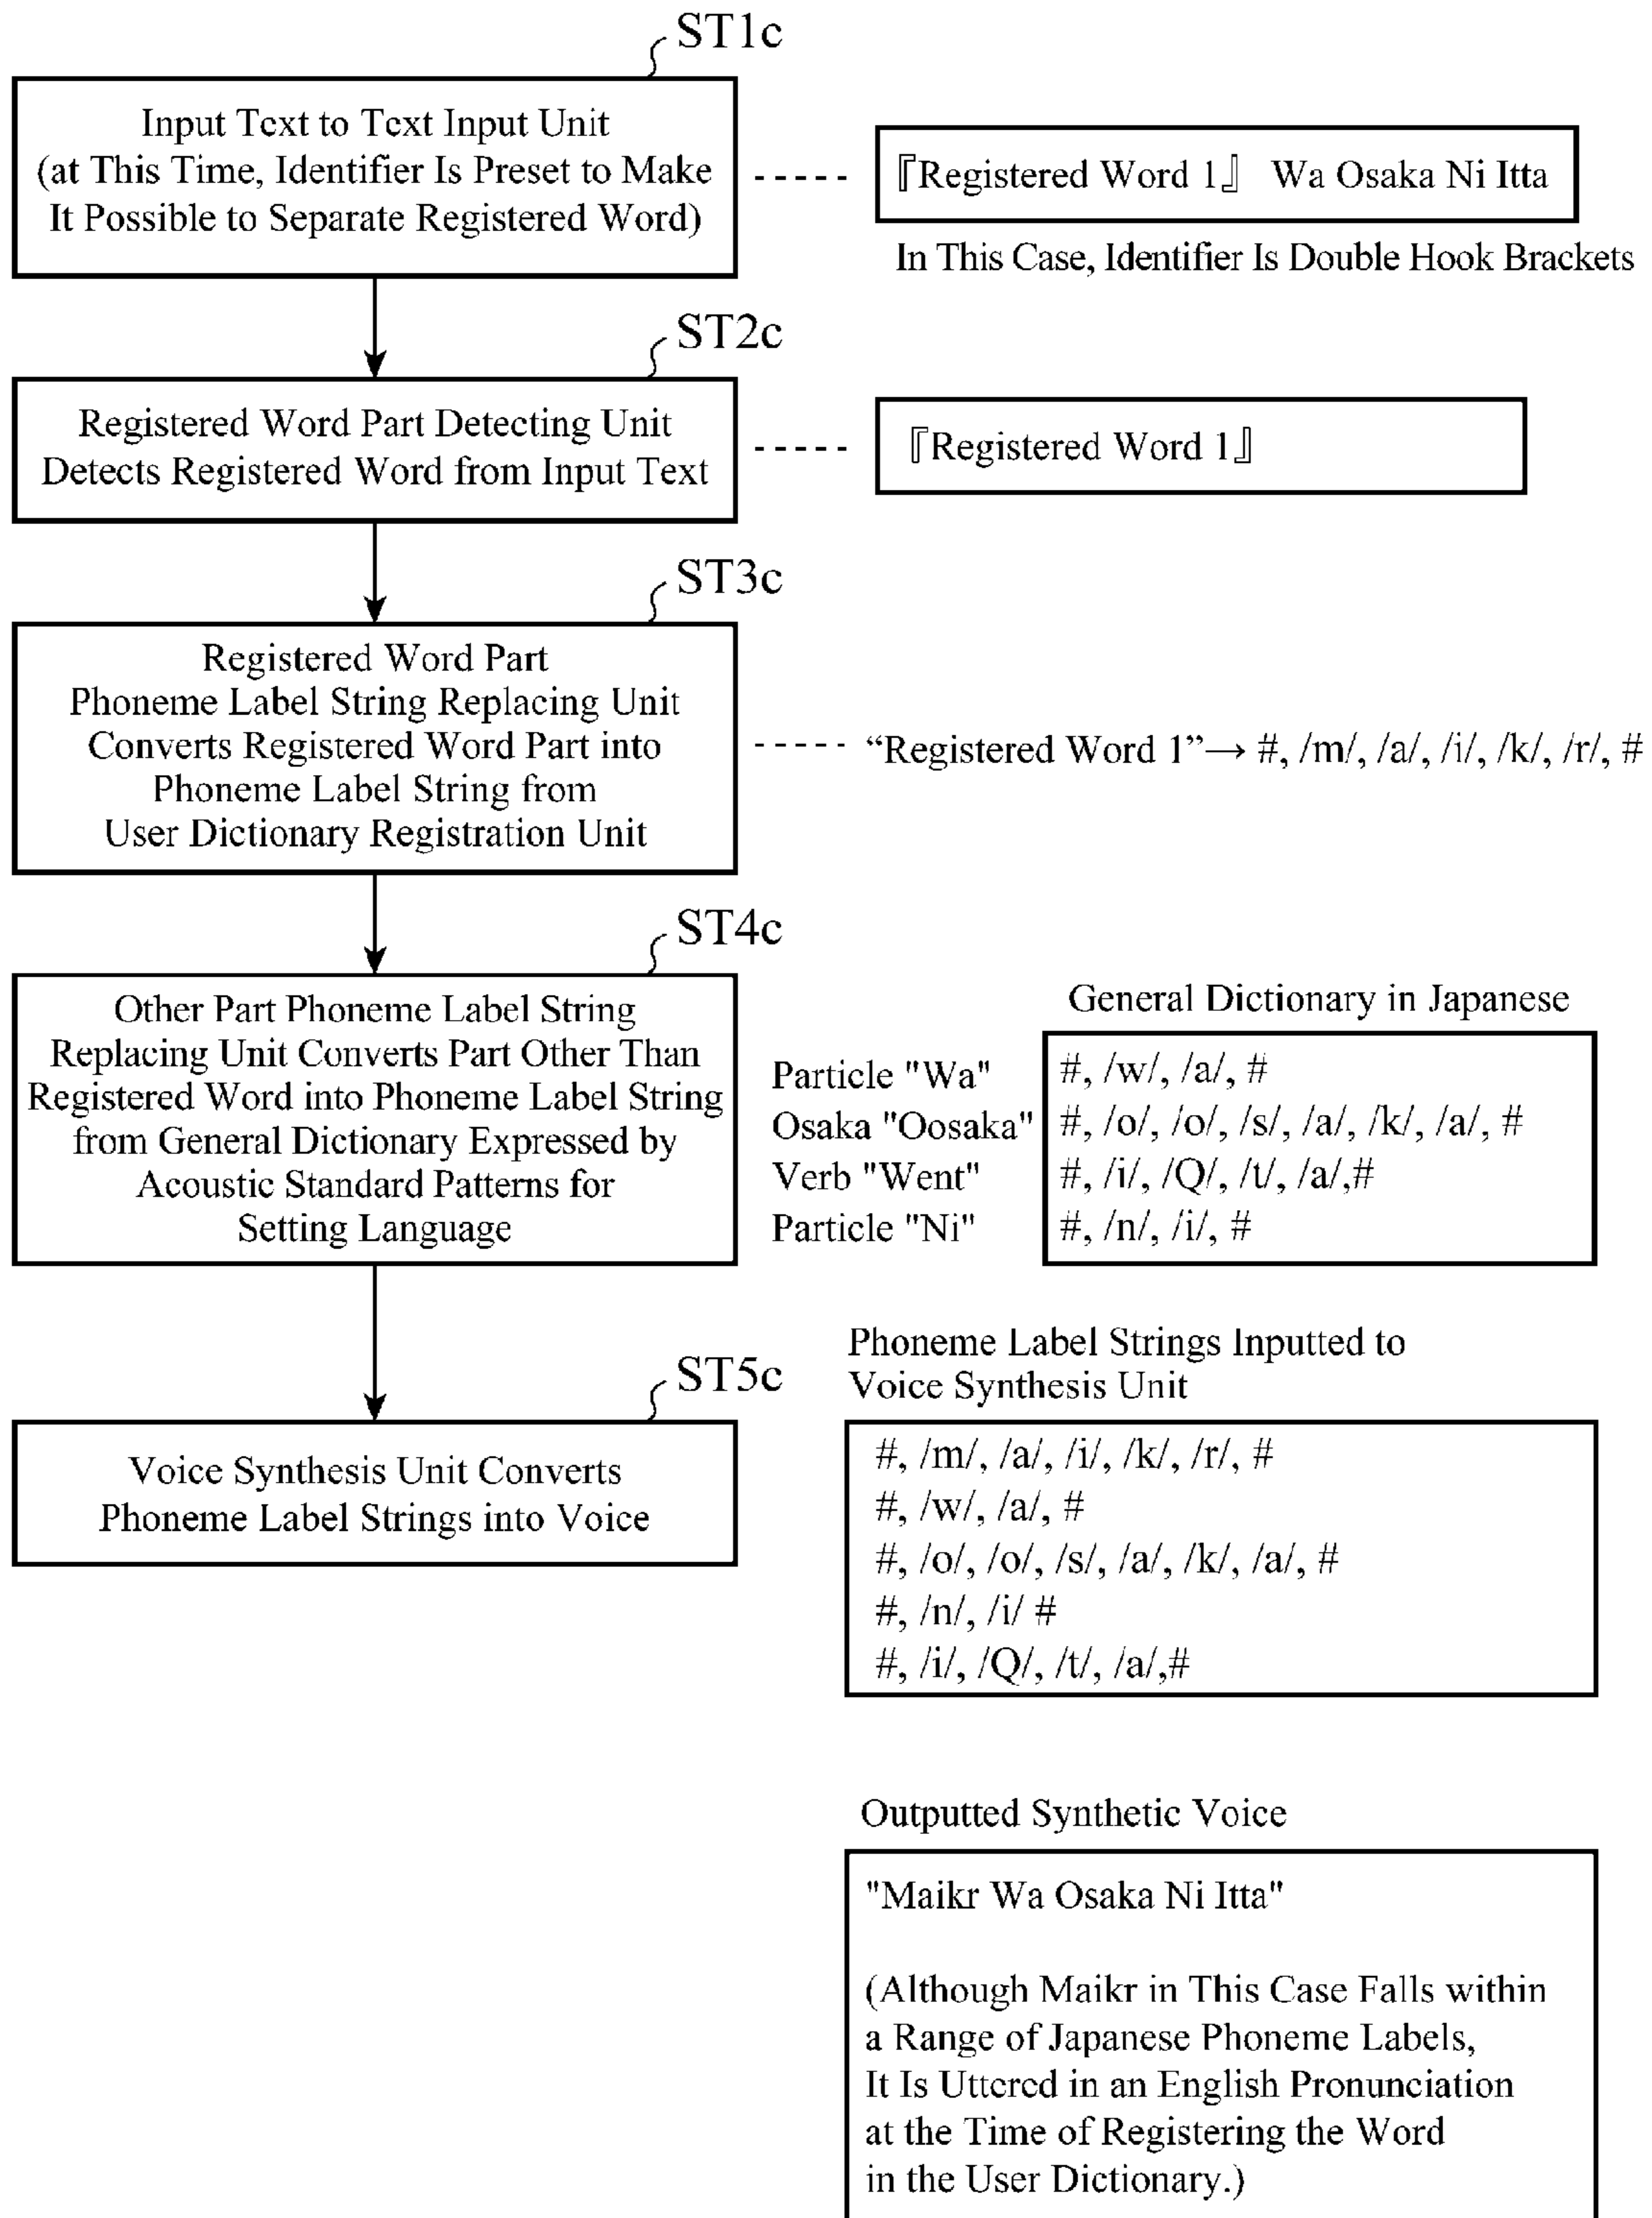 ST1c
Input Text to Text Input Unit
(at This Time, Identifier Is Preset to Make
It Possible to Separate Registered Word)
『Registered Word 1』 Wa Osaka Ni Itta
In This Case, Identifier Is Double Hook Brackets
ST2c
Registered Word Part Detecting Unit
Detects Registered Word from Input Text
『Registered Word 1』
ST3c
Registered Word Part
Phoneme Label String Replacing Unit
Converts Registered Word Part into
Phoneme Label String from
User Dictionary Registration Unit
“Registered Word 1”→ #, /m/, /a/, /i/, /k/, /r/, #
ST4c
Other Part Phoneme Label String
Replacing Unit Converts Part Other Than
Registered Word into Phoneme Label String
from General Dictionary Expressed by
Acoustic Standard Patterns for
Setting Language
General Dictionary in Japanese
Particle "Wa" #, /w/, /a/, #
Osaka "Oosaka" #, /o/, /o/, /s/, /a/, /k/, /a/, #
Verb "Went" #, /i/, /Q/, /t/, /a/,#
Particle "Ni" #, /n/, /i/, #
ST5c
Voice Synthesis Unit Converts
Phoneme Label Strings into Voice
Phoneme Label Strings Inputted to
Voice Synthesis Unit
#, /m/, /a/, /i/, /k/, /r/, #
#, /w/, /a/, #
#, /o/, /o/, /s/, /a/, /k/, /a/, #
#, /n/, /i/ #
#, /i/, /Q/, /t/, /a/,#
Outputted Synthetic Voice
"Maikr Wa Osaka Ni Itta"
(Although Maikr in This Case Falls within
a Range of Japanese Phoneme Labels,
It Is Uttered in an English Pronunciation
at the Time of Registering the Word
in the User Dictionary.)